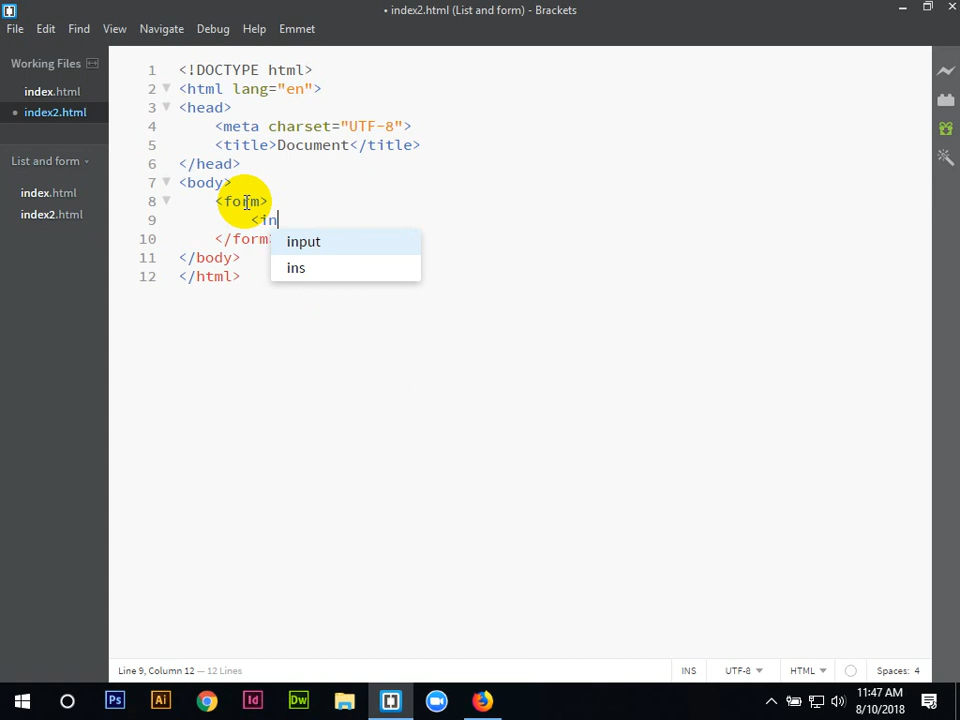 • index2.html (List and form) - Brackets
File Edit Find View Navigate Debug Help Emmet
Working Files
index.html
• index2.html
List and form
index.html
index2.html
1 <!DOCTYPE html>
2 <html lang="en">
3 <head>
4 <meta charset="UTF-8">
5 <title>Document</title>
6 </head>
7 <body>
8 <form>
9 <in
input
10 </form>
ins
11 </body>
12 </html>
Line 9, Column 12 — 12 Lines
INS UTF-8 HTML Spaces: 4
Ps Ai Id Dw
11:47 AM
8/10/2018